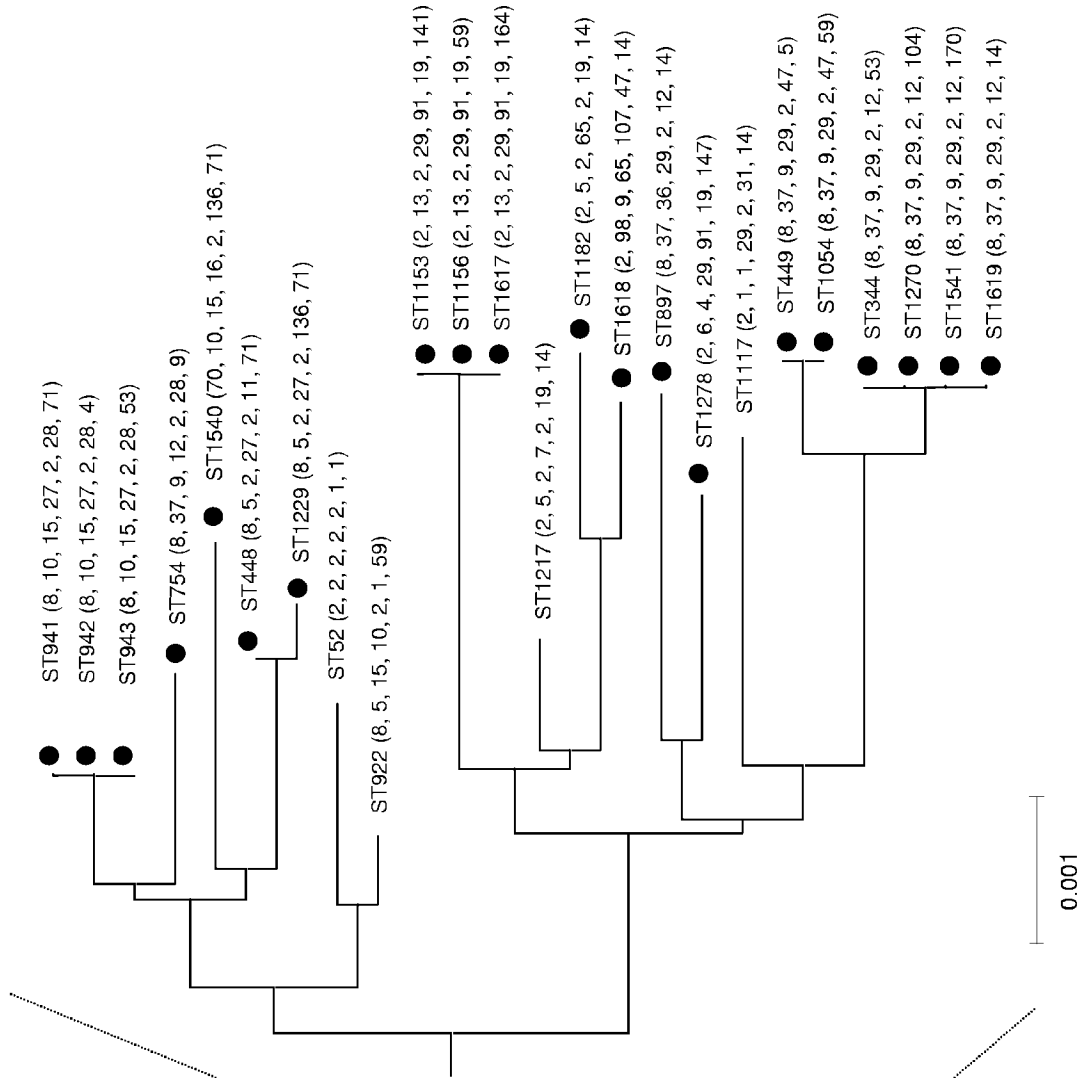 ST941 (8, 10, 15, 27, 2, 28, 71)
ST942 (8, 10, 15, 27, 2, 28, 4)
ST943 (8, 10, 15, 27, 2, 28, 53)
ST754 (8, 37, 9, 12, 2, 28, 9)
ST1540 (70, 10, 15, 16, 2, 136, 71)
ST448 (8, 5, 2, 27, 2, 11, 71)
ST1229 (8, 5, 2, 27, 2, 136, 71)
ST52 (2, 2, 2, 2, 2, 1, 1)
ST922 (8, 5, 15, 10, 2, 1, 59)
ST1153 (2, 13, 2, 29, 91, 19, 141)
ST1156 (2, 13, 2, 29, 91, 19, 59)
ST1617 (2, 13, 2, 29, 91, 19, 164)
ST1217 (2, 5, 2, 7, 2, 19, 14)
ST1182 (2, 5, 2, 65, 2, 19, 14)
ST1618 (2, 98, 9, 65, 107, 47, 14)
ST897 (8, 37, 36, 29, 2, 12, 14)
ST1278 (2, 6, 4, 29, 91, 19, 147)
ST1117 (2, 1, 1, 29, 2, 31, 14)
ST449 (8, 37, 9, 29, 2, 47, 5)
ST1054 (8, 37, 9, 29, 2, 47, 59)
ST344 (8, 37, 9, 29, 2, 12, 53)
ST1270 (8, 37, 9, 29, 2, 12, 104)
ST1541 (8, 37, 9, 29, 2, 12, 170)
ST1619 (8, 37, 9, 29, 2, 12, 14)
0.001